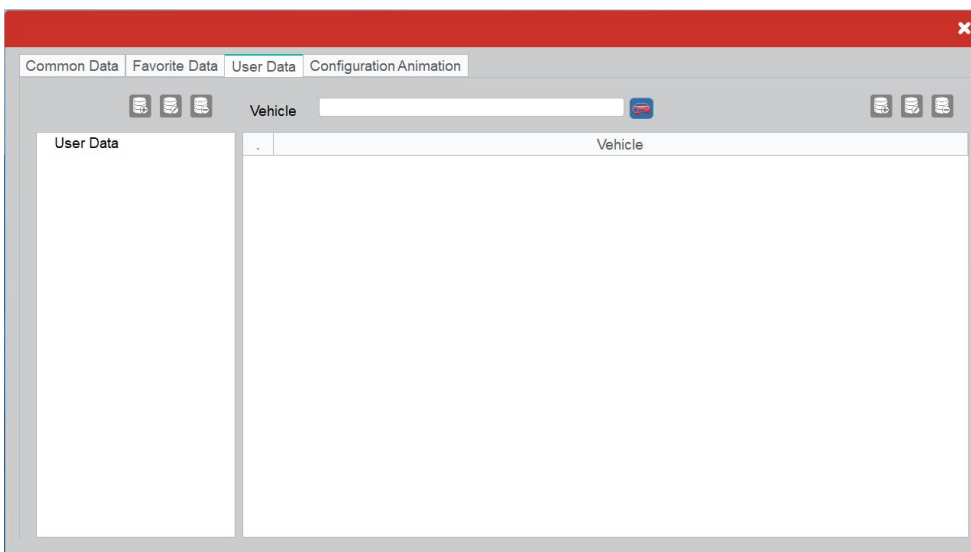 Common Data Favorite Data User Data Configuration Animation
Vehicle
User Data
. Vehicle